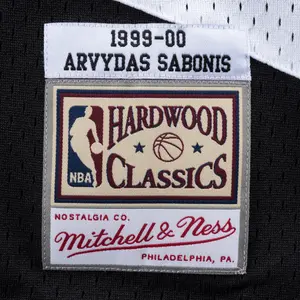 1999-00
ARVYDAS SABONIS
HARDWOOD
NBA
CLASSICS
NOSTALGIA CO.
Mitchell & Ness
PHILADELPHIA, PA.